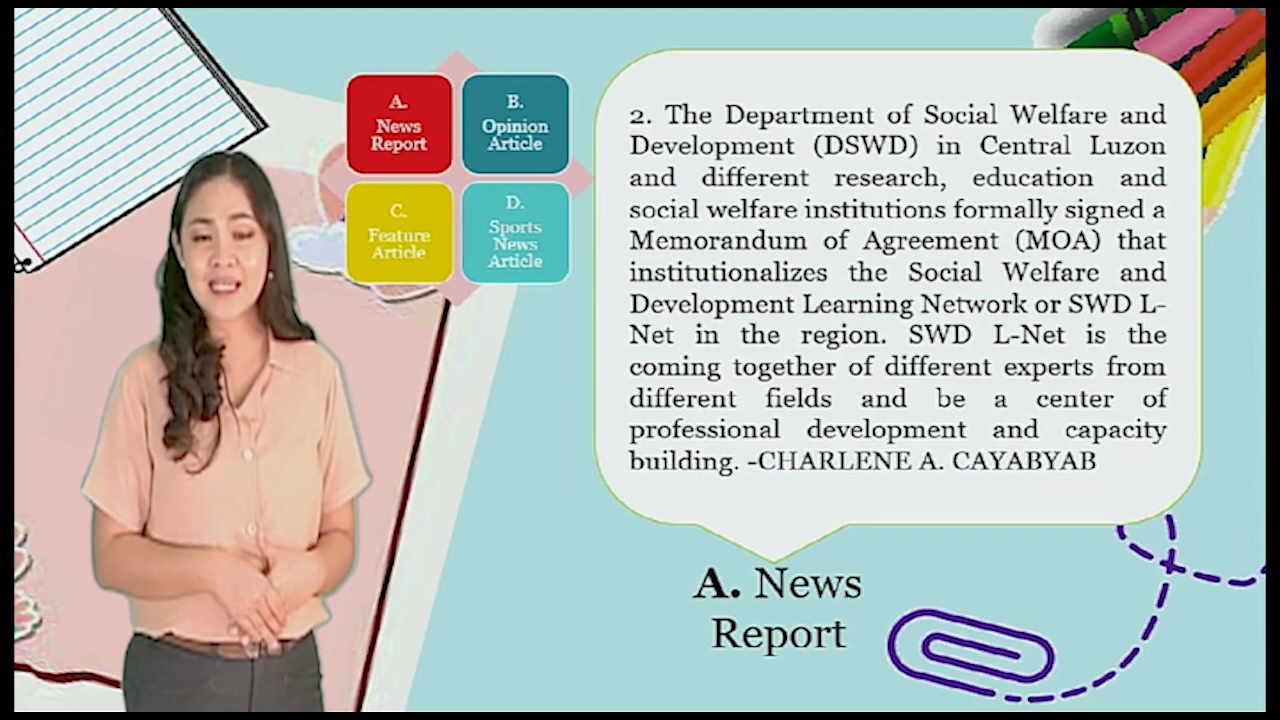 A.
News
Report
B.
Opinion
Article
C.
Feature
Article
D.
Sports
News
Article
2. The Department of Social Welfare and
Development (DSWD) in Central Luzon
and different research, education and
social welfare institutions formally signed a
Memorandum of Agreement (MOA) that
institutionalizes the Social Welfare and
Development Learning Network or SWD L-
Net in the region. SWD L-Net is the
coming together of different experts from
different fields and be a center of
professional development and capacity
building. -CHARLENE A. CAYABYAB
A. News
Report